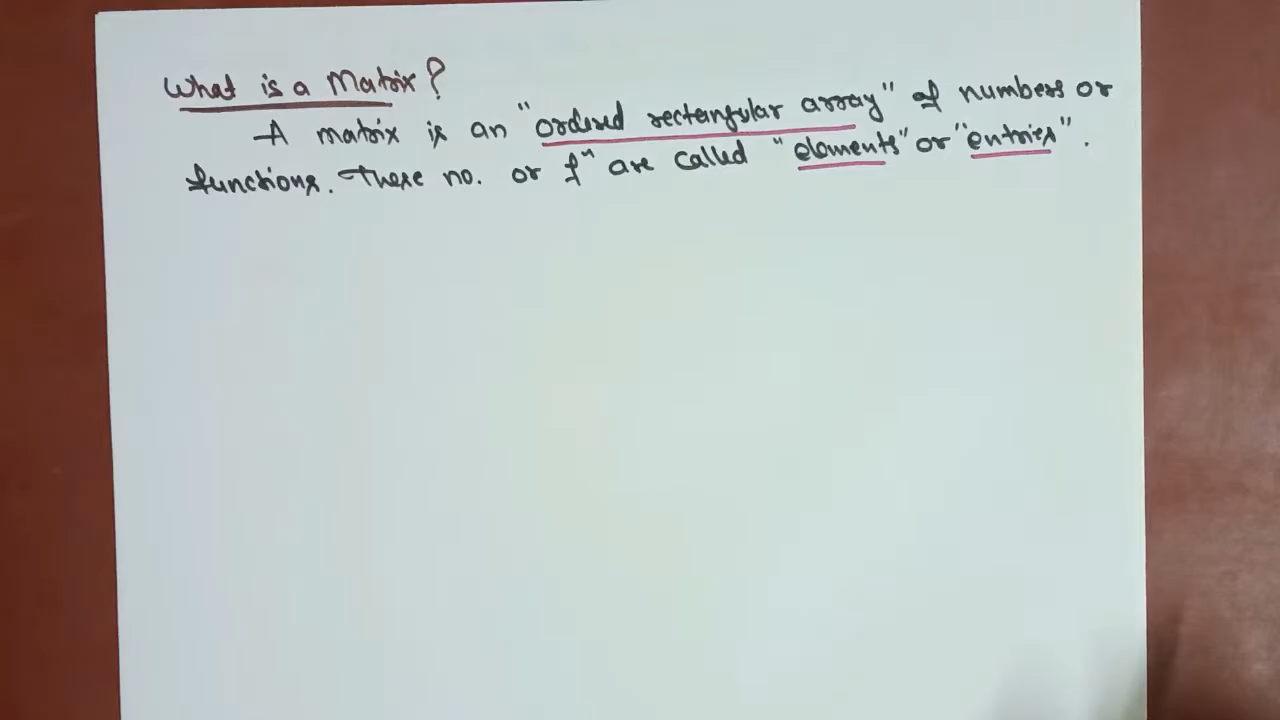 What is a Matrix?
A matrix is an "ordered rectangular array" of numbers or
functions. These no. or fⁿ are called "elements" or "entries".